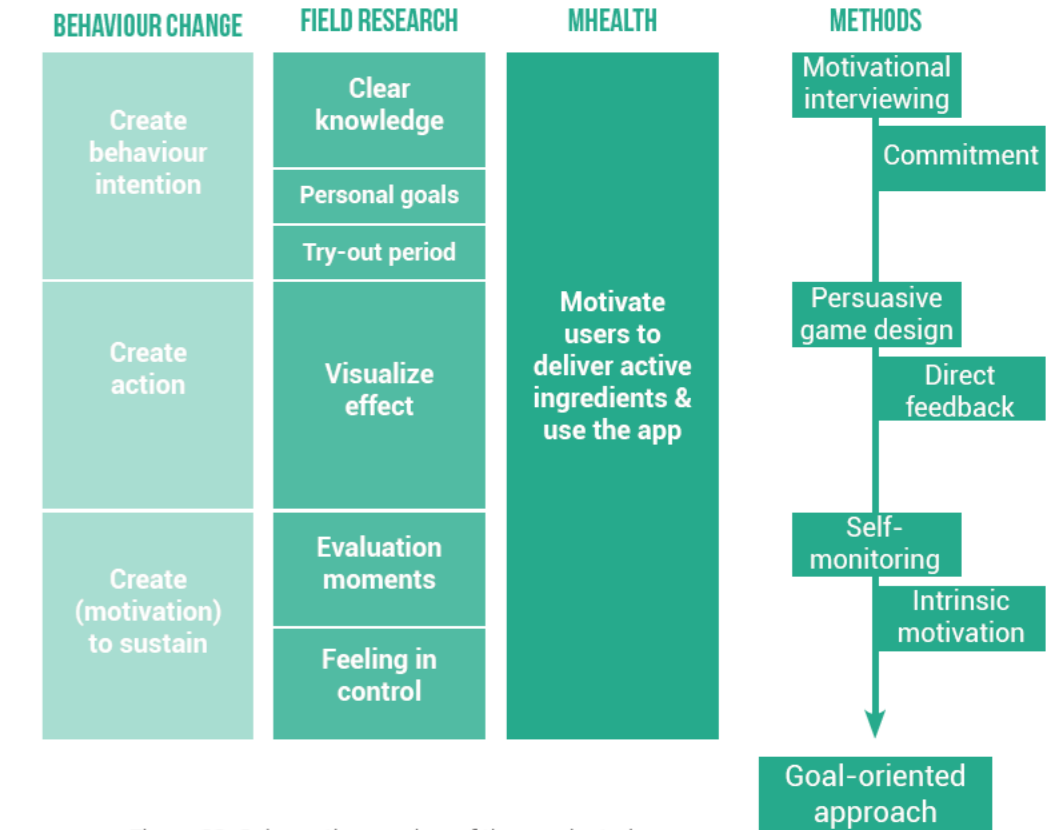 BEHAVIOUR CHANGE
FIELD RESEARCH
MHEALTH
METHODS
Create
behaviour
intention
Create
action
Create
(motivation)
to sustain
Clear
knowledge
Personal goals
Try-out period
Visualize
effect
Evaluation
moments
Feeling in
control
Motivate
users to
deliver active
ingredients &
use the app
Motivational
interviewing
Commitment
Persuasive
game design
Direct
feedback
Self-
monitoring
Intrinsic
motivation
Goal-oriented
approach